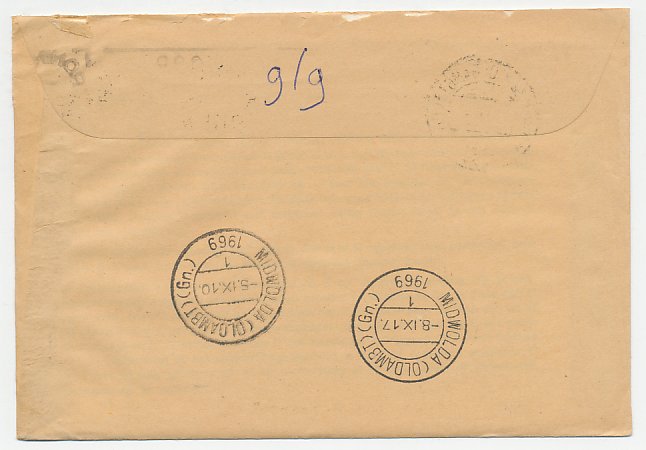 9/9
MIDWOLDA (OLDAMBT) (Gn.)
1969
1
-5.IX.10.
MIDWOLDA (OLDAMBT) (Gn.)
1969
1
-8.IX.17.